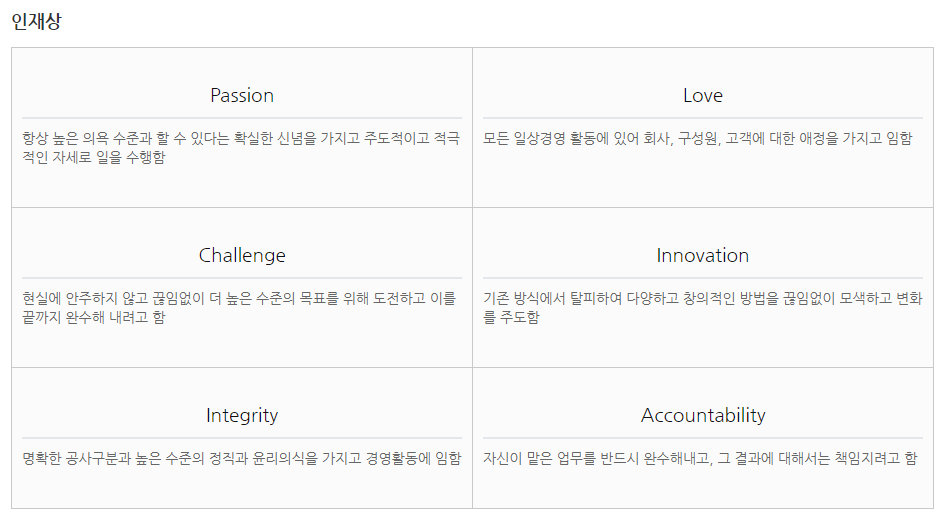 인재상
Passion
항상 높은 의욕 수준과 할 수 있다는 확실한 신념을 가지고 주도적이고 적극
적인 자세로 일을 수행함
Love
모든 일상경영 활동에 있어 회사, 구성원, 고객에 대한 애정을 가지고 임함
Challenge
현실에 안주하지 않고 끊임없이 더 높은 수준의 목표를 위해 도전하고 이를
끝까지 완수해 내려고 함
Innovation
기존 방식에서 탈피하여 다양하고 창의적인 방법을 끊임없이 모색하고 변화
를 주도함
Integrity
명확한 공사구분과 높은 수준의 정직과 윤리의식을 가지고 경영활동에 임함
Accountability
자신이 맡은 업무를 반드시 완수해내고, 그 결과에 대해서는 책임지려고 함